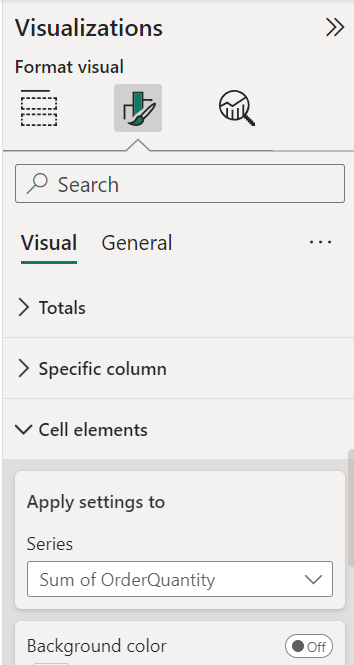 Visualizations
Format visual
Search
Visual General
Totals
Specific column
Cell elements
Apply settings to
Series
Sum of OrderQuantity
Background color Off